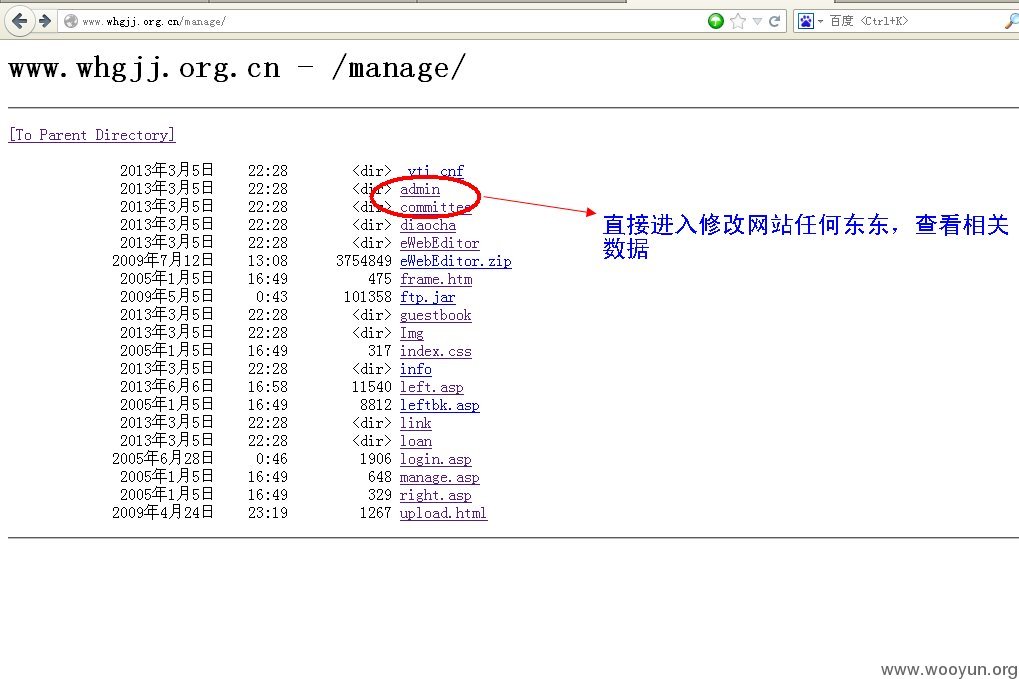 www.whgjj.org.cn/manage/
百度 <Ctrl+K>
www.whgjj.org.cn - /manage/
[To Parent Directory]
2013年3月5日 22:28 <dir> _vti_cnf
2013年3月5日 22:28 <dir> admin
2013年3月5日 22:28 <dir> committee
2013年3月5日 22:28 <dir> diaocha
2013年3月5日 22:28 <dir> eWebEditor
2009年7月12日 13:08 3754849 eWebEditor.zip
2005年1月5日 16:49 475 frame.htm
2009年5月5日 0:43 101358 ftp.jar
2013年3月5日 22:28 <dir> guestbook
2013年3月5日 22:28 <dir> Img
2005年1月5日 16:49 317 index.css
2013年3月5日 22:28 <dir> info
2013年6月6日 16:58 11540 left.asp
2005年1月5日 16:49 8812 leftbk.asp
2013年3月5日 22:28 <dir> link
2013年3月5日 22:28 <dir> loan
2005年6月28日 0:46 1906 login.asp
2005年1月5日 16:49 648 manage.asp
2005年1月5日 16:49 329 right.asp
2009年4月24日 23:19 1267 upload.html
直接进入修改网站任何东东，查看相关
数据
www.wooyun.org